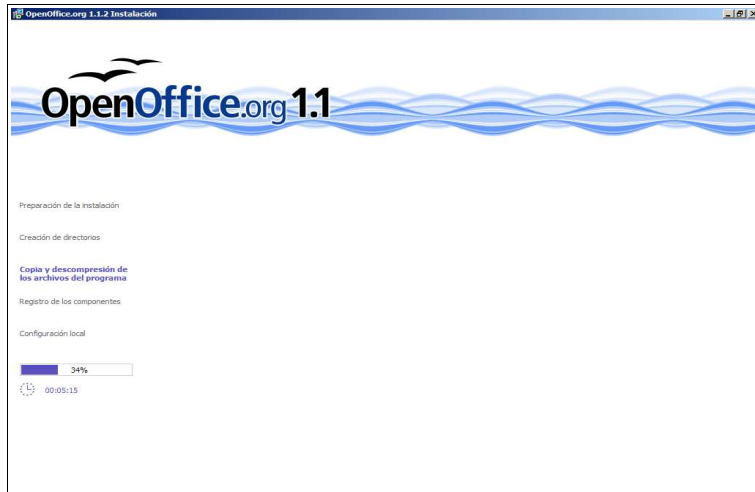 OpenOffice.org 1.1.2 Instalación
OpenOffice.org 1.1
Preparación de la instalación
Creación de directorios
Copia y descompresión de
los archivos del programa
Registro de los componentes
Configuración local
34%
00:05:15